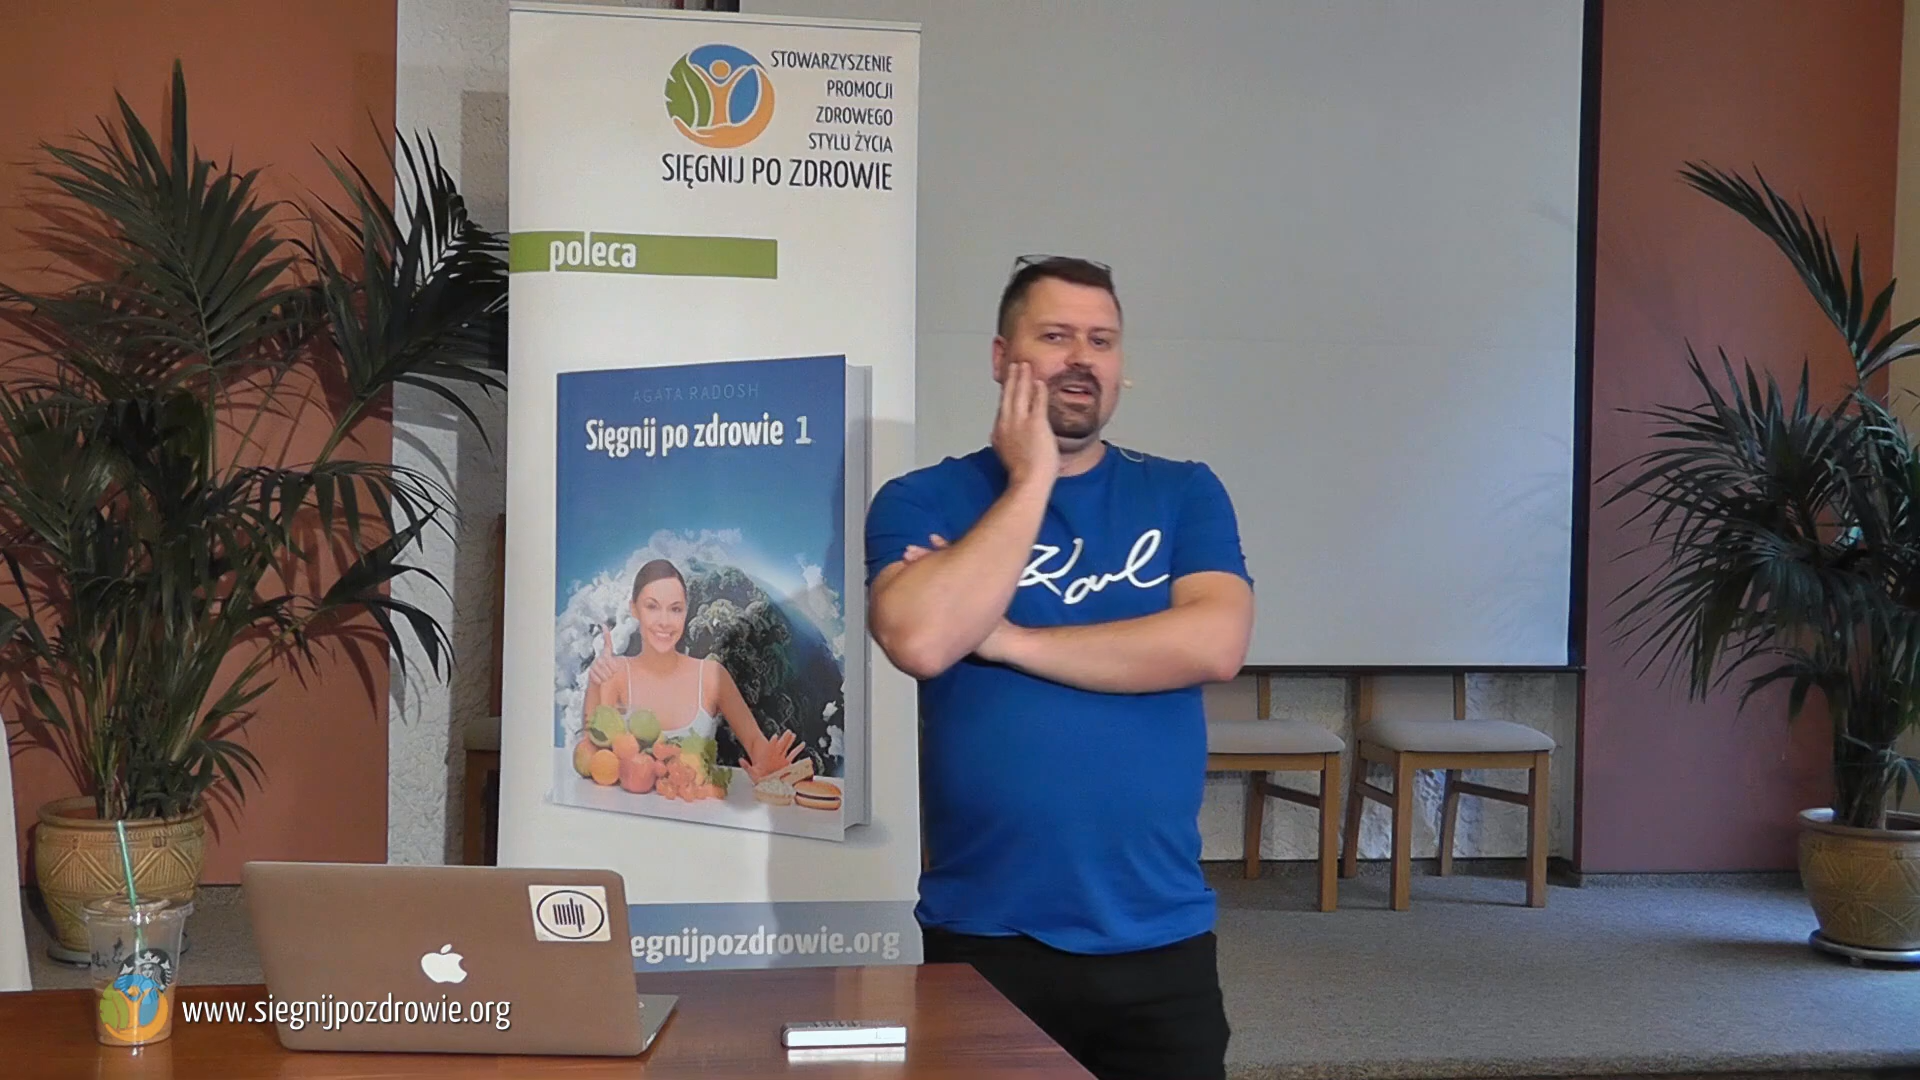 STOWARZYSZENIE
PROMOCJI
ZDROWEGO
STYLU ŻYCIA
SIĘGNIJ PO ZDROWIE
poleca
AGATA RADOSH
Sięgnij po zdrowie 1
Karl
mlp
egnijpozdrowie.org
www.siegnijpozdrowie.org